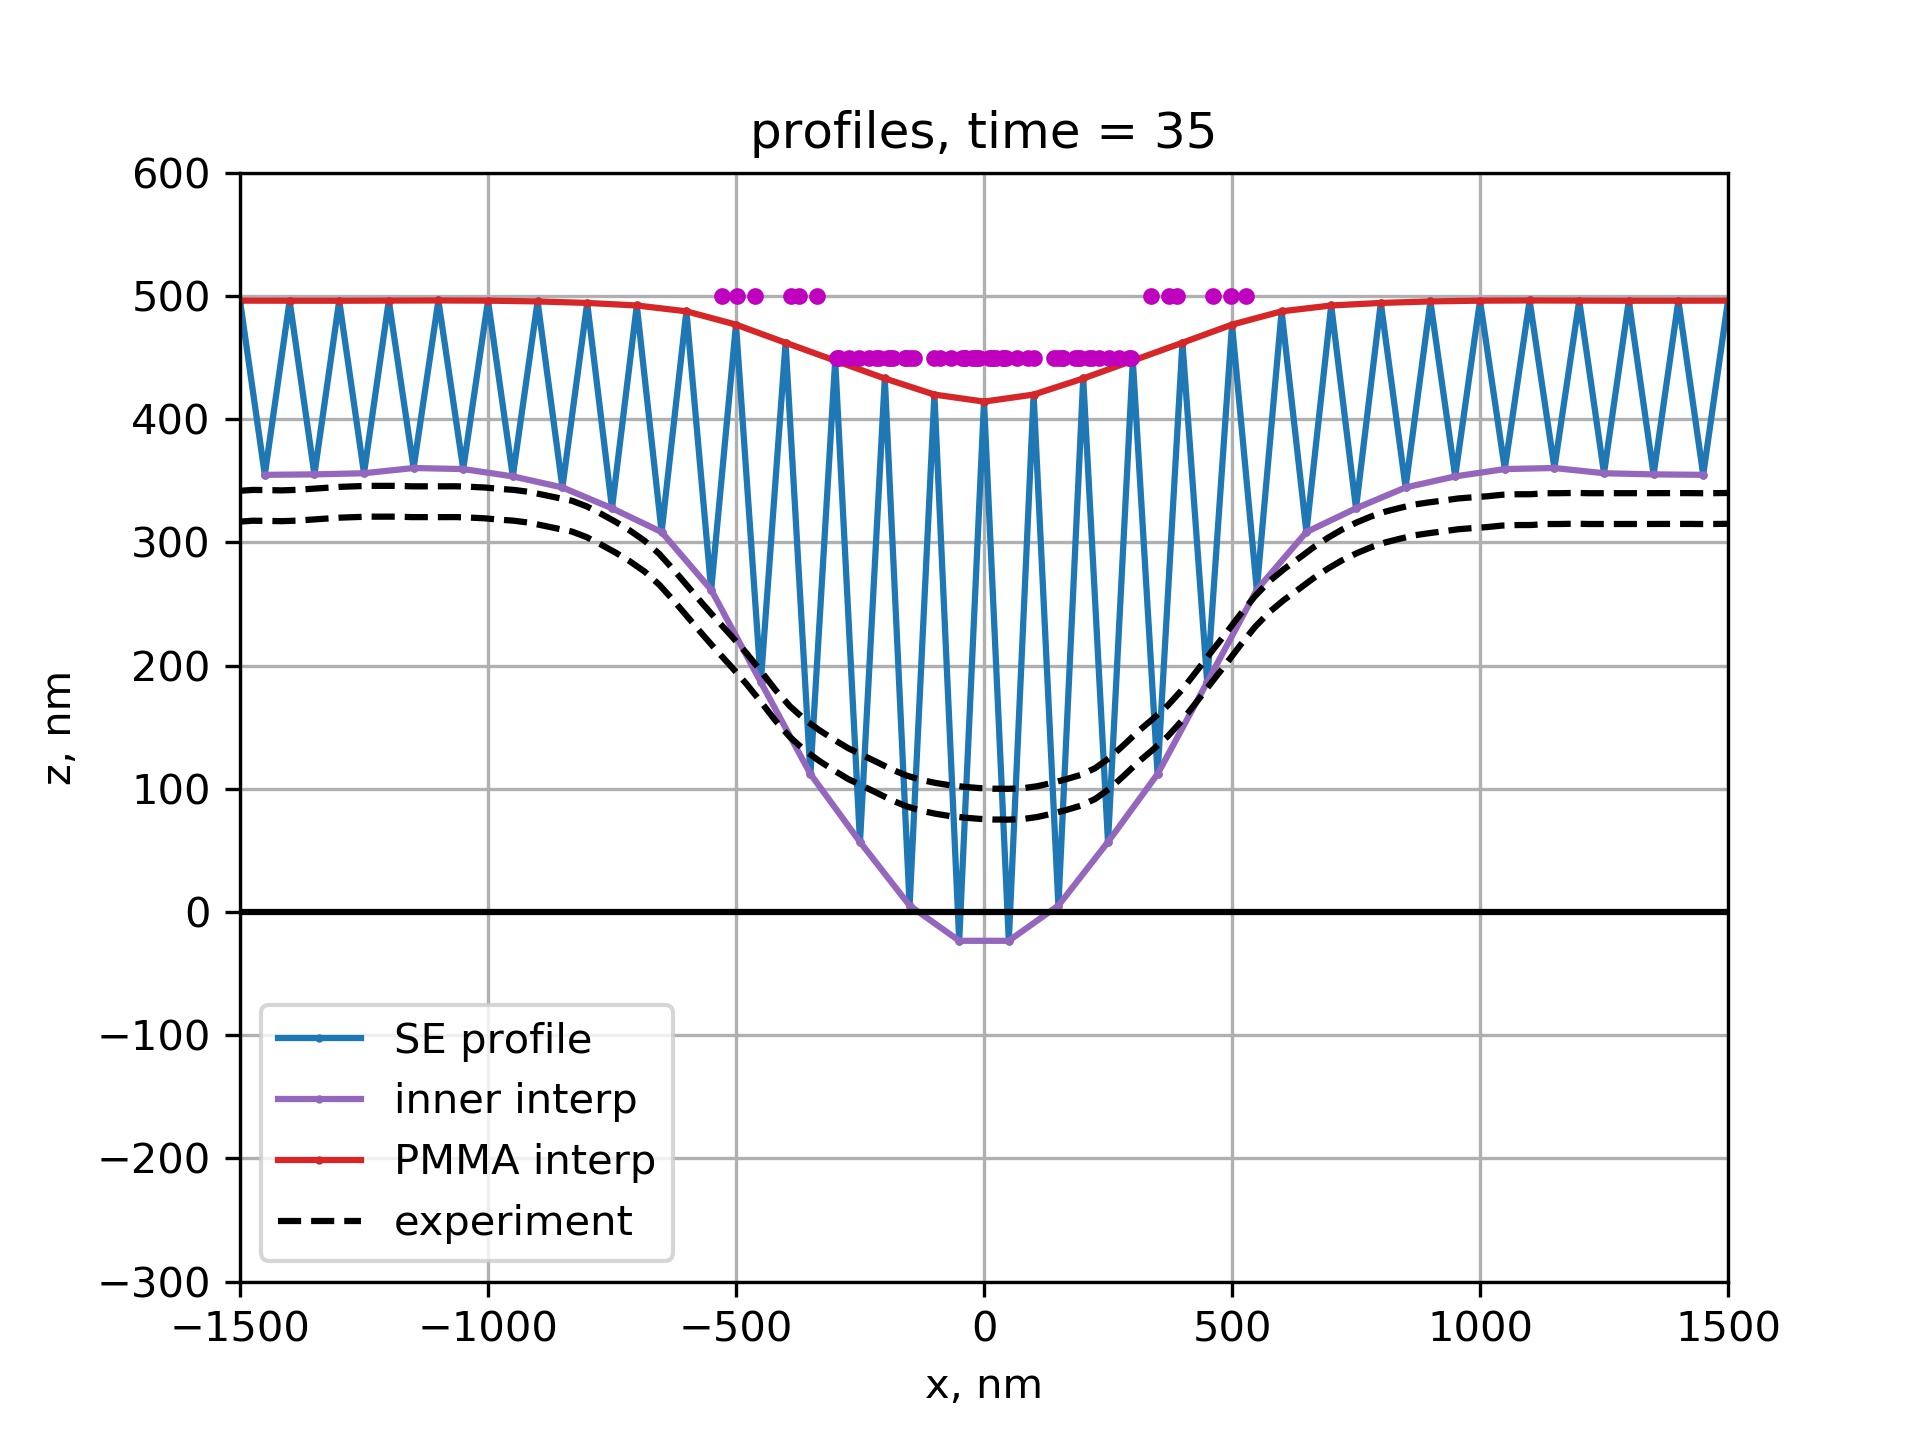 profiles, time = 35
600
500
400
300
200
100
0
−100
−200
−300
z, nm
SE profile
inner interp
PMMA interp
experiment
−1500 −1000 −500 0 500 1000 1500
x, nm